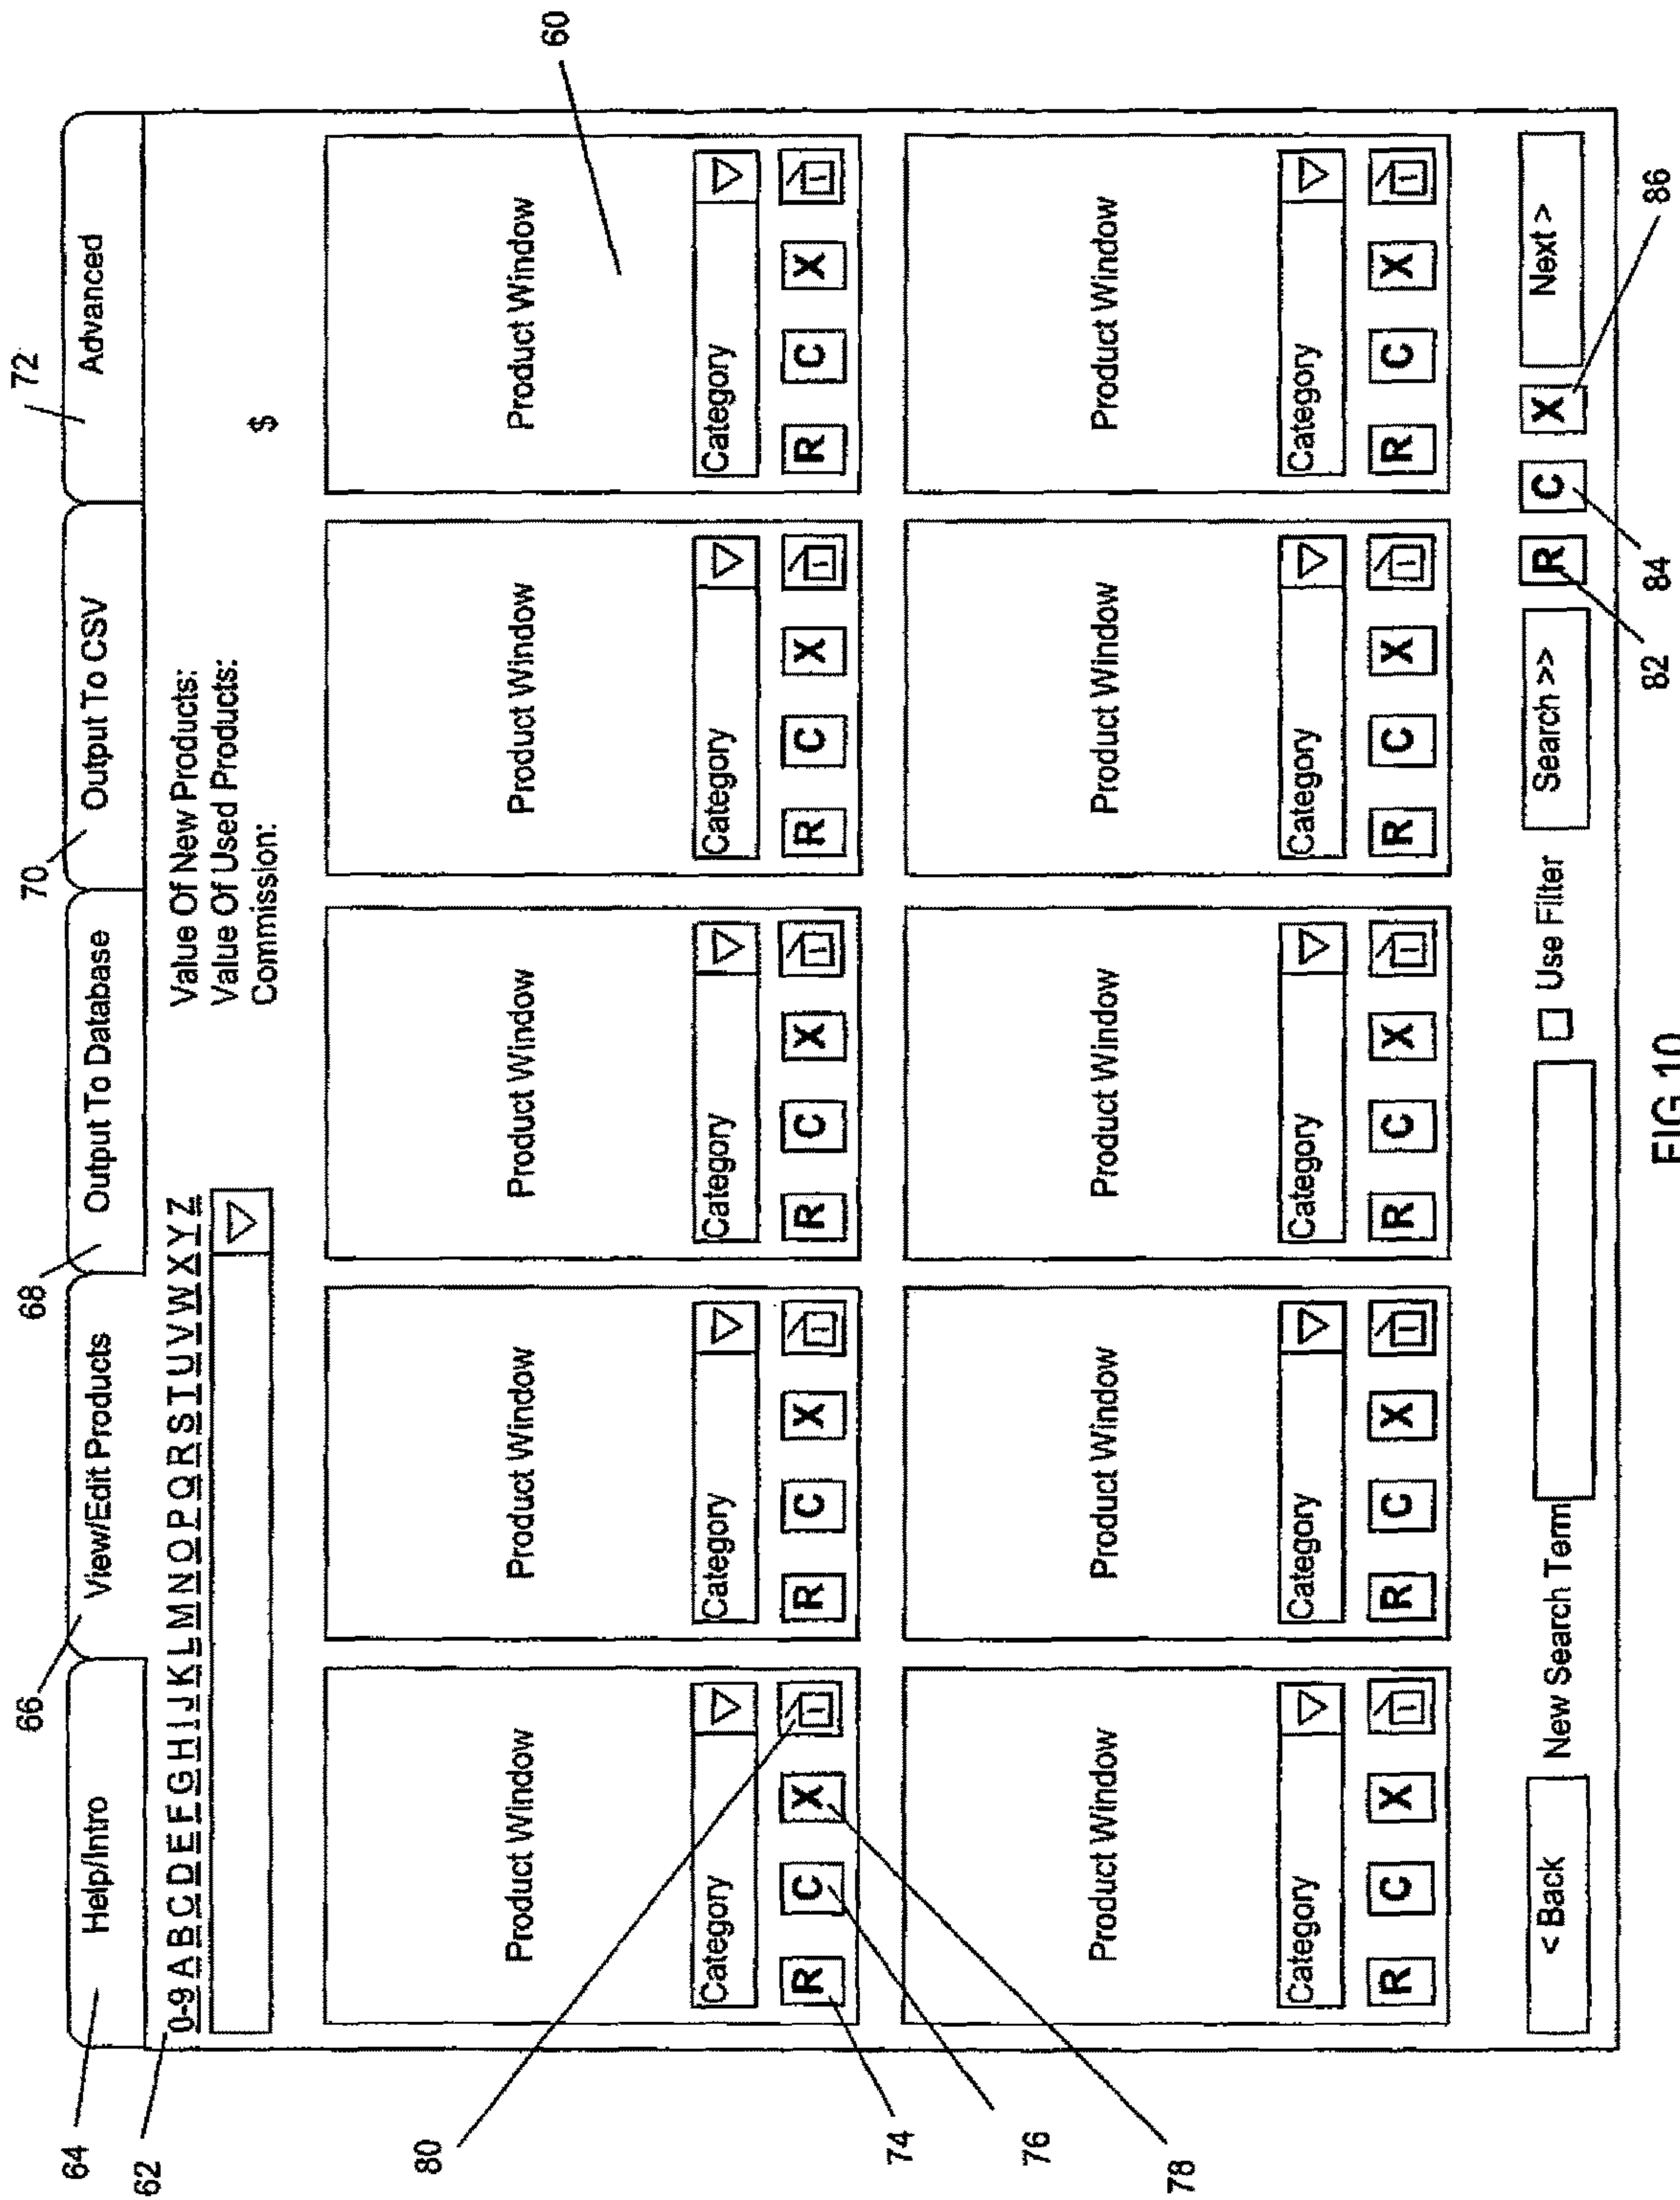 72
70
68
66
64
62
Help/Intro
View/Edit Products
Output To Database
Output To CSV
Advanced
0-9 A B C D E F G H I J K L M N O P Q R S T U V W X Y Z
Value Of New Products:
Value Of Used Products:
Commission:
$
Product Window Product Window Product Window Product Window Product Window
60
Category Category Category Category Category
80
R C X R C X R C X R C X R C X
74
76
78
Product Window Product Window Product Window Product Window Product Window
Category Category Category Category Category
R C X R C X R C X R C X R C X
< Back New Search Term Use Filter Search >> R C X Next >
82
84
86
FIG 10